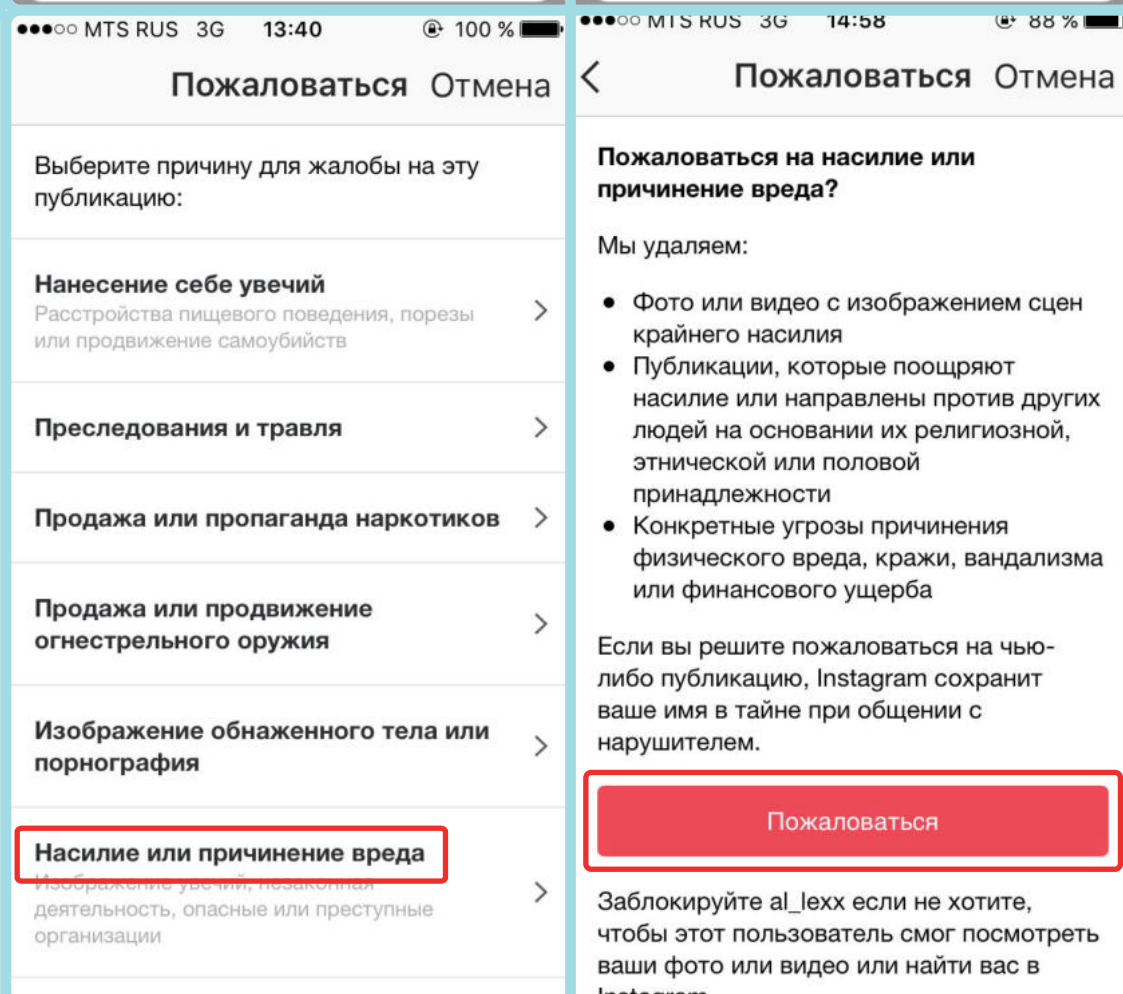 MTS RUS 3G 13:40 100 %
Пожаловаться Отмена
Выберите причину для жалобы на эту
публикацию:
Нанесение себе увечий
Расстройства пищевого поведения, порезы
или продвижение самоубийств
Преследования и травля
Продажа или пропаганда наркотиков
Продажа или продвижение
огнестрельного оружия
Изображение обнаженного тела или
порнография
Насилие или причинение вреда
Изображение увечий, незаконная
деятельность, опасные или преступные
организации
MTS RUS 3G 14:58 88 %
Пожаловаться Отмена
Пожаловаться на насилие или
причинение вреда?
Мы удаляем:
● Фото или видео с изображением сцен
крайнего насилия
● Публикации, которые поощряют
насилие или направлены против других
людей на основании их религиозной,
этнической или половой
принадлежности
● Конкретные угрозы причинения
физического вреда, кражи, вандализма
или финансового ущерба
Если вы решите пожаловаться на чью-
либо публикацию, Instagram сохранит
ваше имя в тайне при общении с
нарушителем.
Пожаловаться
Заблокируйте al_lexx если не хотите,
чтобы этот пользователь смог посмотреть
ваши фото или видео или найти вас в
Instagram